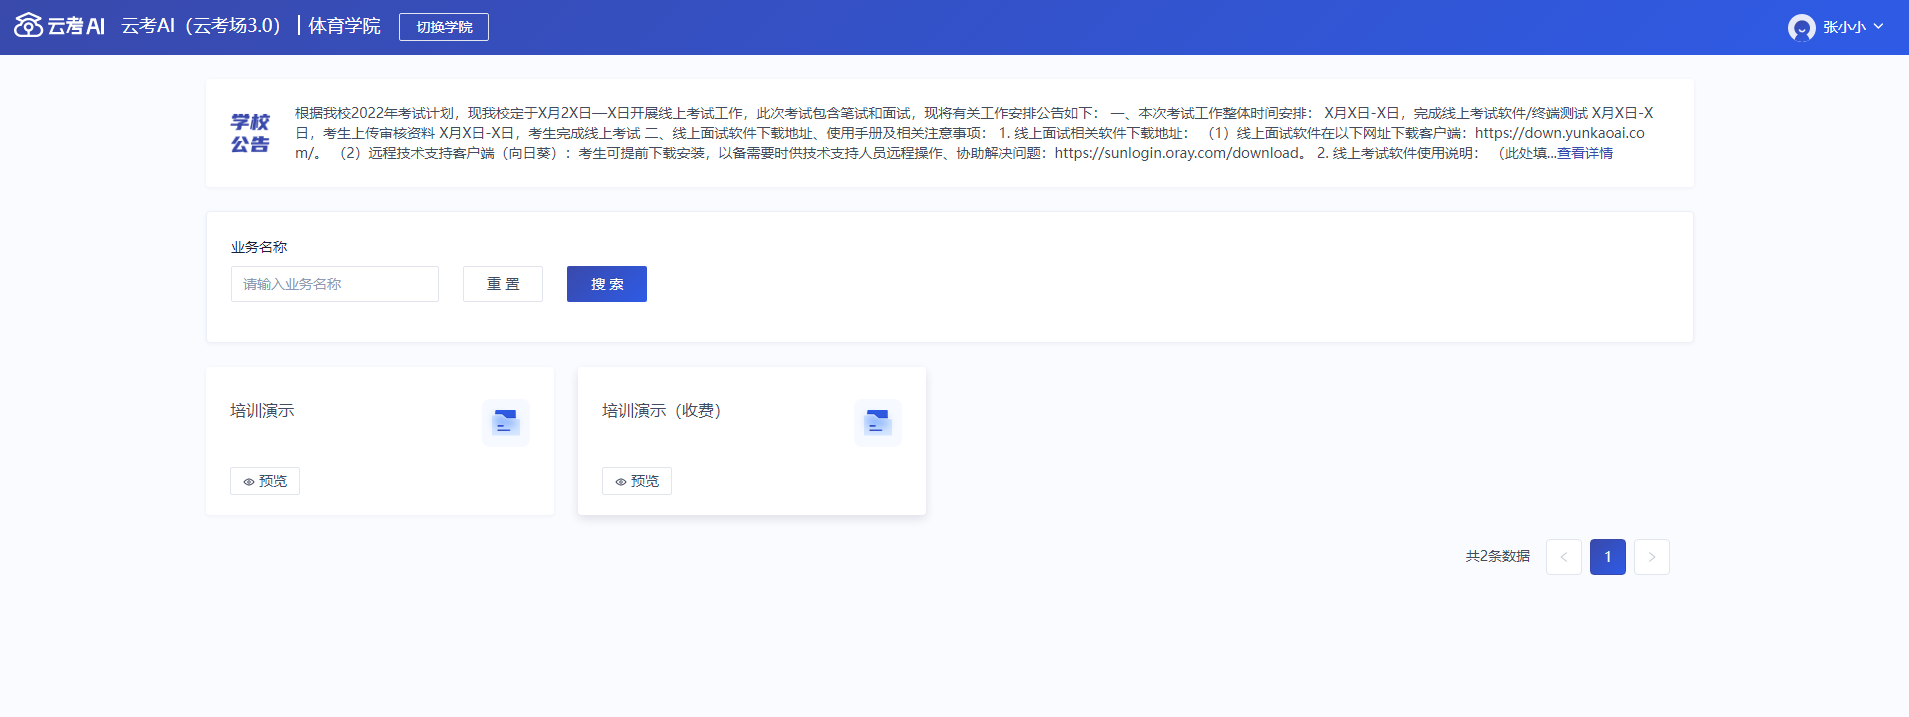 云考AI 云考AI（云考场3.0） 体育学院 切换学院 张小小
学校
公告
根据我校2022年考试计划，现我校定于X月2X日—X日开展线上考试工作，此次考试包含笔试和面试，现将有关工作安排公告如下： 一、本次考试工作整体时间安排： X月X日-X日，完成线上考试软件/终端测试 X月X日-X
日，考生上传审核资料 X月X日-X日，考生完成线上考试 二、线上面试软件下载地址、使用手册及相关注意事项： 1. 线上面试相关软件下载地址： （1）线上面试软件在以下网址下载客户端：https://down.yunkaoai.co
m/。 （2）远程技术支持客户端（向日葵）：考生可提前下载安装，以备需要时供技术支持人员远程操作、协助解决问题：https://sunlogin.oray.com/download。 2. 线上考试软件使用说明： （此处填...查看详情
业务名称
请输入业务名称 重 置 搜 索
培训演示 培训演示（收费）
预览 预览
共2条数据 < 1 >